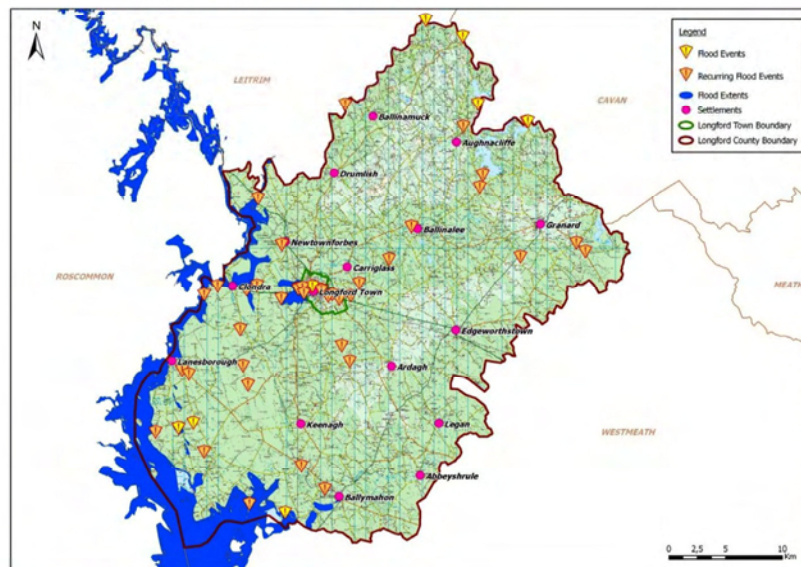 N
LEITRIM
CAVAN
ROSCOMMON
MEATH
WESTMEATH
Legend
Flood Events
Recurring Flood Events
Flood Extents
Settlements
Longford Town Boundary
Longford County Boundary
Ballinamuck
Aughnacliffe
Drumlish
Ballinalee
Granard
Newtownforbes
Carriglass
Clondra
Longford Town
Edgeworthstown
Lanesborough
Ardagh
Keenagh
Legan
Abbeyshrule
Ballymahon
0 2,5 5 10
Km